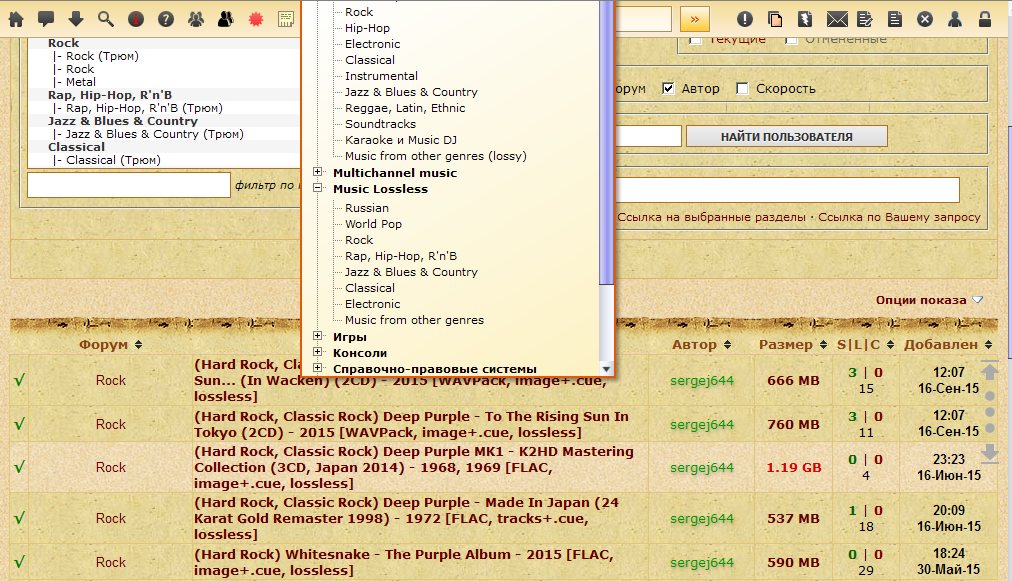 »
Rock
|- Rock (Трюм)
|- Rock
|- Metal
Rap, Hip-Hop, R'n'B
|- Rap, Hip-Hop, R'n'B (Трюм)
Jazz & Blues & Country
|- Jazz & Blues & Country (Трюм)
Classical
|- Classical (Трюм)
фильтр по
Rock
Hip-Hop
Electronic
Classical
Instrumental
Jazz & Blues & Country
Reggae, Latin, Ethnic
Soundtracks
Караоке и Music DJ
Music from other genres (lossy)
Multichannel music
Music Lossless
Russian
World Pop
Rock
Rap, Hip-Hop, R'n'B
Jazz & Blues & Country
Classical
Electronic
Music from other genres
Игры
Консоли
Справочно-правовые системы
Текущие Отмененные
орум Автор Скорость
НАЙТИ ПОЛЬЗОВАТЕЛЯ
Ссылка на выбранные разделы · Ссылка по Вашему запросу
Опции показа
Форум Автор Размер S|L|C Добавлен
√ Rock (Hard Rock, Cla
Sun... (In Wacken) (2CD) - 2015 [WAVPack, image+.cue,
lossless] sergej644 666 MB 3 | 0
15 12:07
16-Сен-15
√ Rock (Hard Rock, Classic Rock) Deep Purple - To The Rising Sun In
Tokyo (2CD) - 2015 [WAVPack, image+.cue, lossless] sergej644 760 MB 3 | 0
11 12:07
16-Сен-15
√ Rock (Hard Rock, Classic Rock) Deep Purple MK1 - K2HD Mastering
Collection (3CD, Japan 2014) - 1968, 1969 [FLAC,
image+.cue, lossless] sergej644 1.19 GB 0 | 0
4 23:23
16-Июн-15
√ Rock (Hard Rock, Classic Rock) Deep Purple - Made In Japan (24
Karat Gold Remaster 1998) - 1972 [FLAC, tracks+.cue,
lossless] sergej644 537 MB 1 | 0
18 20:09
16-Июн-15
√ Rock (Hard Rock) Whitesnake - The Purple Album - 2015 [FLAC,
image+.cue, lossless] sergej644 590 MB 0 | 0
29 18:24
30-Май-15